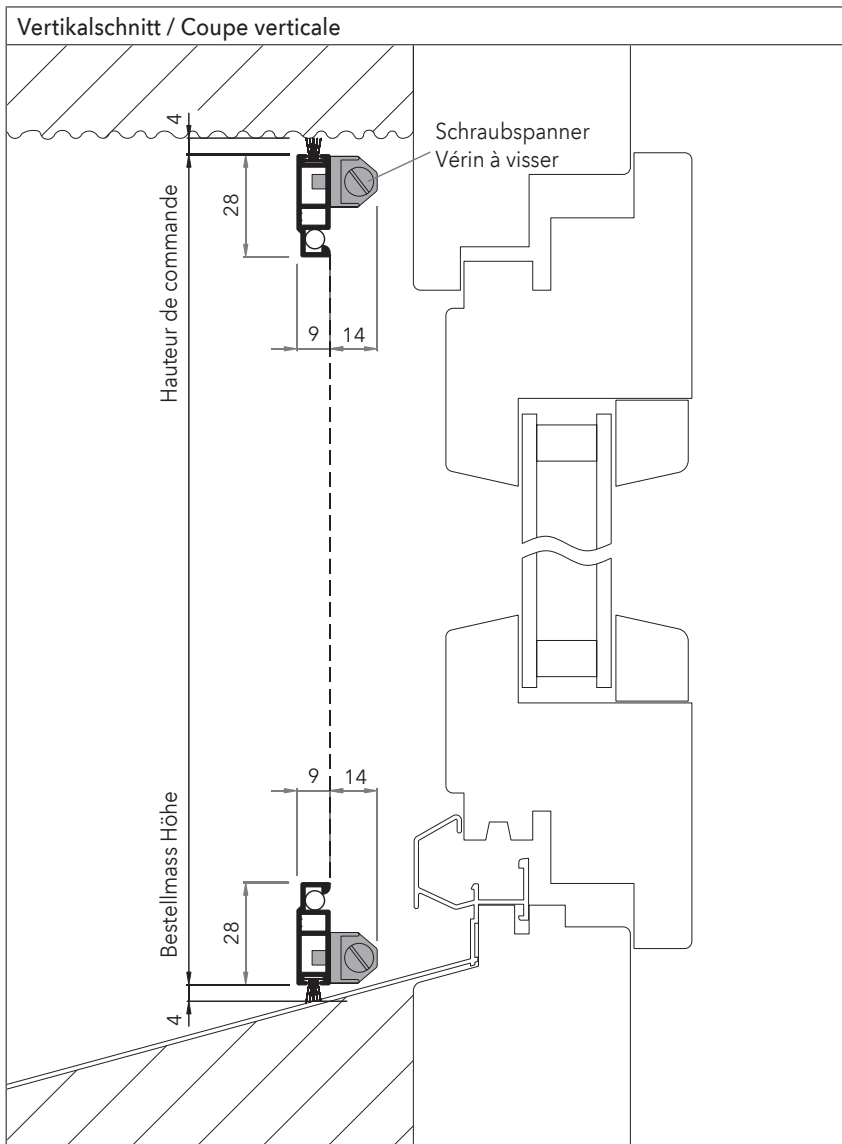 Vertikalschnitt / Coupe verticale
4
Schraubspanner
Vérin à visser
28
Hauteur de commande
9 14
9 14
Bestellmass Höhe
28
4